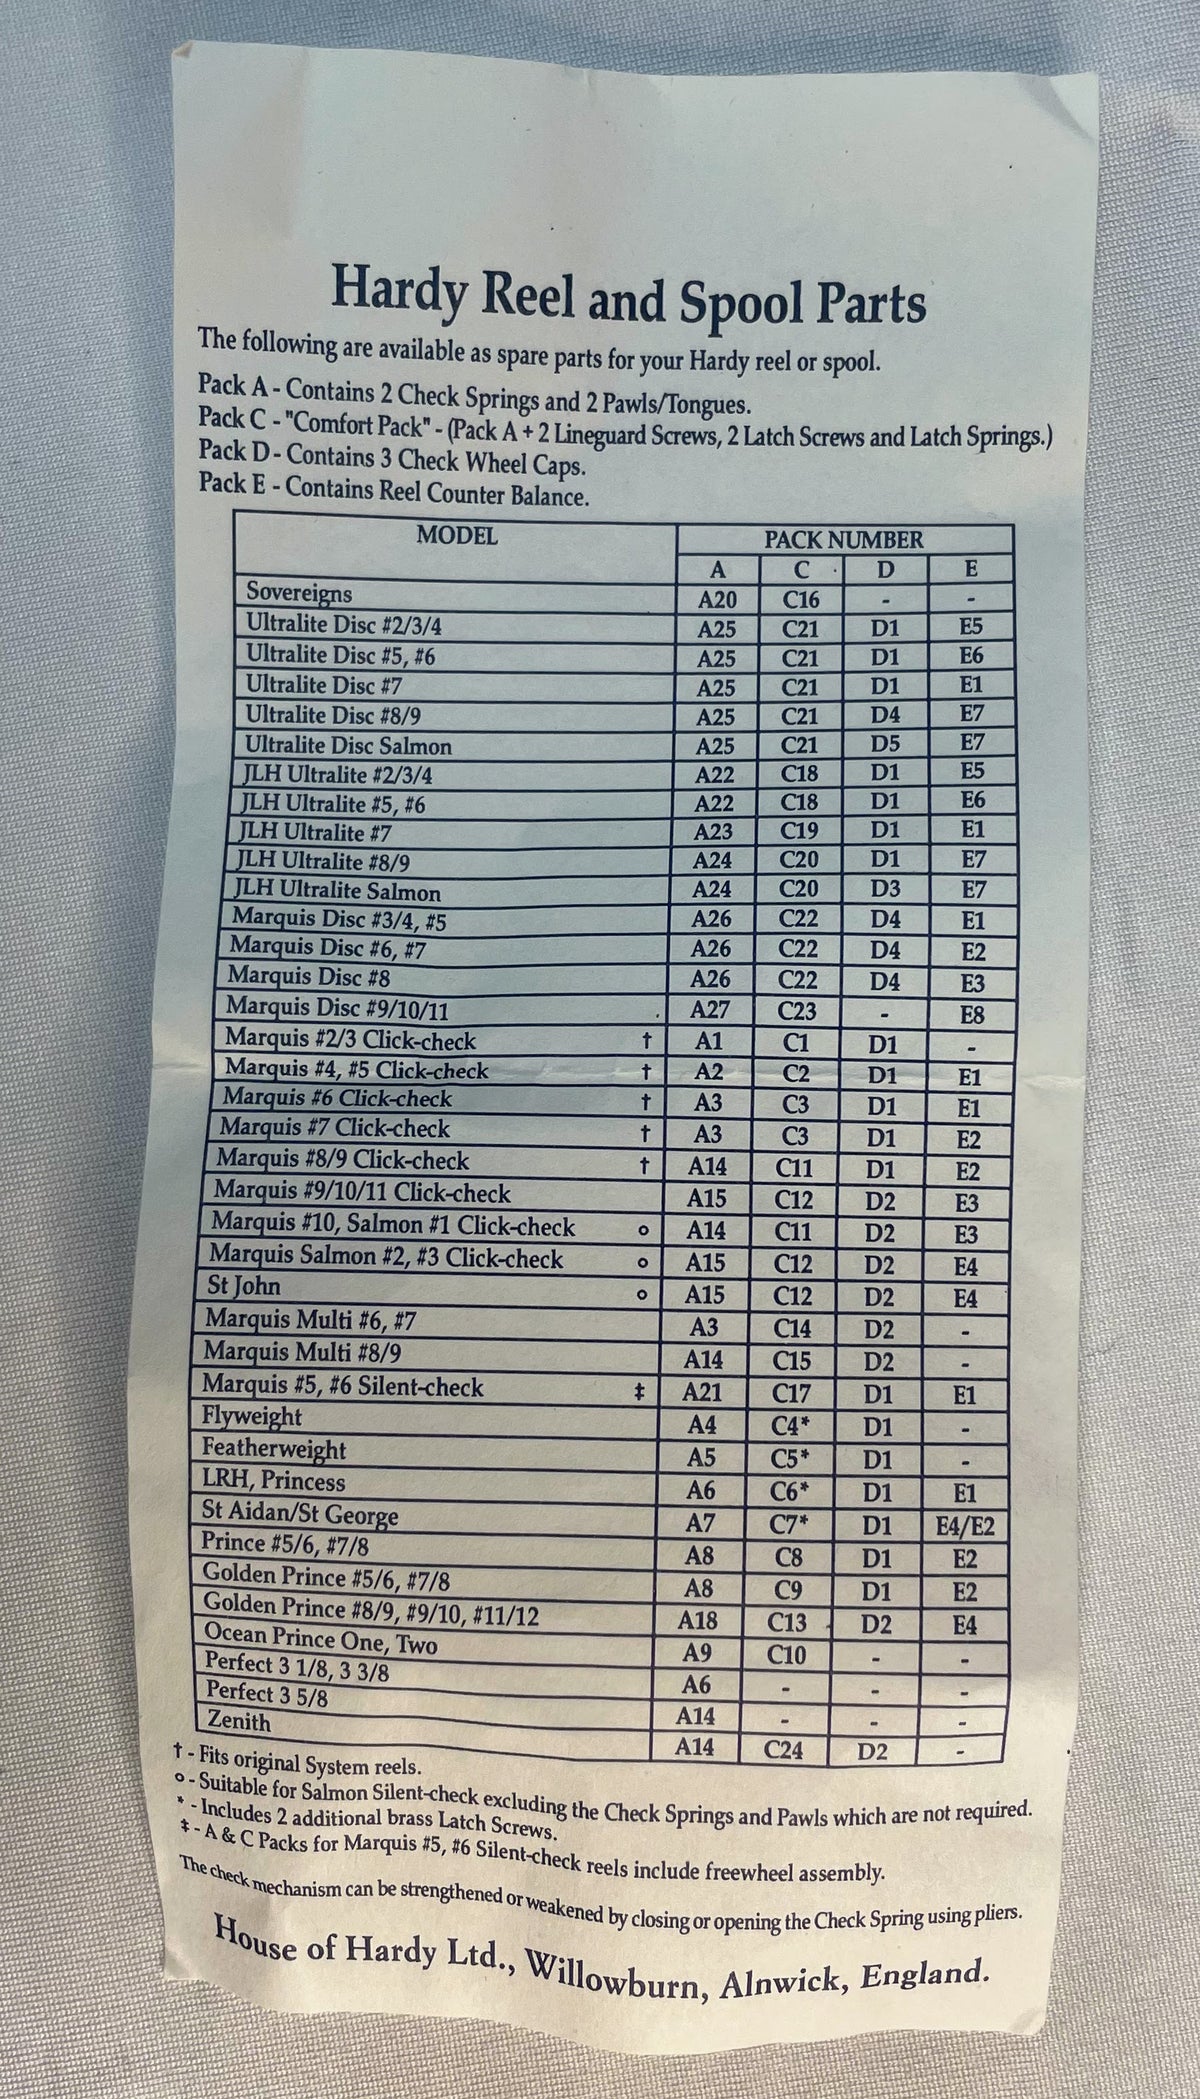 Hardy Reel and Spool Parts
The following are available as spare parts for your Hardy reel or spool.
Pack A - Contains 2 Check Springs and 2 Pawls/Tongues.
Pack C - "Comfort Pack" - (Pack A + 2 Lineguard Screws, 2 Latch Screws and Latch Springs.)
Pack D - Contains 3 Check Wheel Caps.
Pack E - Contains Reel Counter Balance.
MODEL PACK NUMBER
A C D E
Sovereigns A20 C16 - -
Ultralite Disc #2/3/4 A25 C21 D1 E5
Ultralite Disc #5, #6 A25 C21 D1 E6
Ultralite Disc #7 A25 C21 D1 E1
Ultralite Disc #8/9 A25 C21 D4 E7
Ultralite Disc Salmon A25 C21 D5 E7
JLH Ultralite #2/3/4 A22 C18 D1 E5
JLH Ultralite #5, #6 A22 C18 D1 E6
JLH Ultralite #7 A23 C19 D1 E1
JLH Ultralite #8/9 A24 C20 D1 E7
JLH Ultralite Salmon A24 C20 D3 E7
Marquis Disc #3/4, #5 A26 C22 D4 E1
Marquis Disc #6, #7 A26 C22 D4 E2
Marquis Disc #8 A26 C22 D4 E3
Marquis Disc #9/10/11 A27 C23 - E8
Marquis #2/3 Click-check † A1 C1 D1 -
Marquis #4, #5 Click-check † A2 C2 D1 E1
Marquis #6 Click-check † A3 C3 D1 E1
Marquis #7 Click-check † A3 C3 D1 E2
Marquis #8/9 Click-check † A14 C11 D1 E2
Marquis #9/10/11 Click-check A15 C12 D2 E3
Marquis #10, Salmon #1 Click-check o A14 C11 D2 E3
Marquis Salmon #2, #3 Click-check o A15 C12 D2 E4
St John o A15 C12 D2 E4
Marquis Multi #6, #7 A3 C14 D2 -
Marquis Multi #8/9 A14 C15 D2 -
Marquis #5, #6 Silent-check ‡ A21 C17 D1 E1
Flyweight A4 C4* D1 -
Featherweight A5 C5* D1 -
LRH, Princess A6 C6* D1 E1
St Aidan/St George A7 C7* D1 E4/E2
Prince #5/6, #7/8 A8 C8 D1 E2
Golden Prince #5/6, #7/8 A8 C9 D1 E2
Golden Prince #8/9, #9/10, #11/12 A18 C13 D2 E4
Ocean Prince One, Two A9 C10 - -
Perfect 3 1/8, 3 3/8 A6 - - -
Perfect 3 5/8 A14 - - -
Zenith A14 C24 D2 -
† - Fits original System reels.
o - Suitable for Salmon Silent-check excluding the Check Springs and Pawls which are not required.
* - Includes 2 additional brass Latch Screws.
‡ - A & C Packs for Marquis #5, #6 Silent-check reels include freewheel assembly.
The check mechanism can be strengthened or weakened by closing or opening the Check Spring using pliers.
House of Hardy Ltd., Willowburn, Alnwick, England.